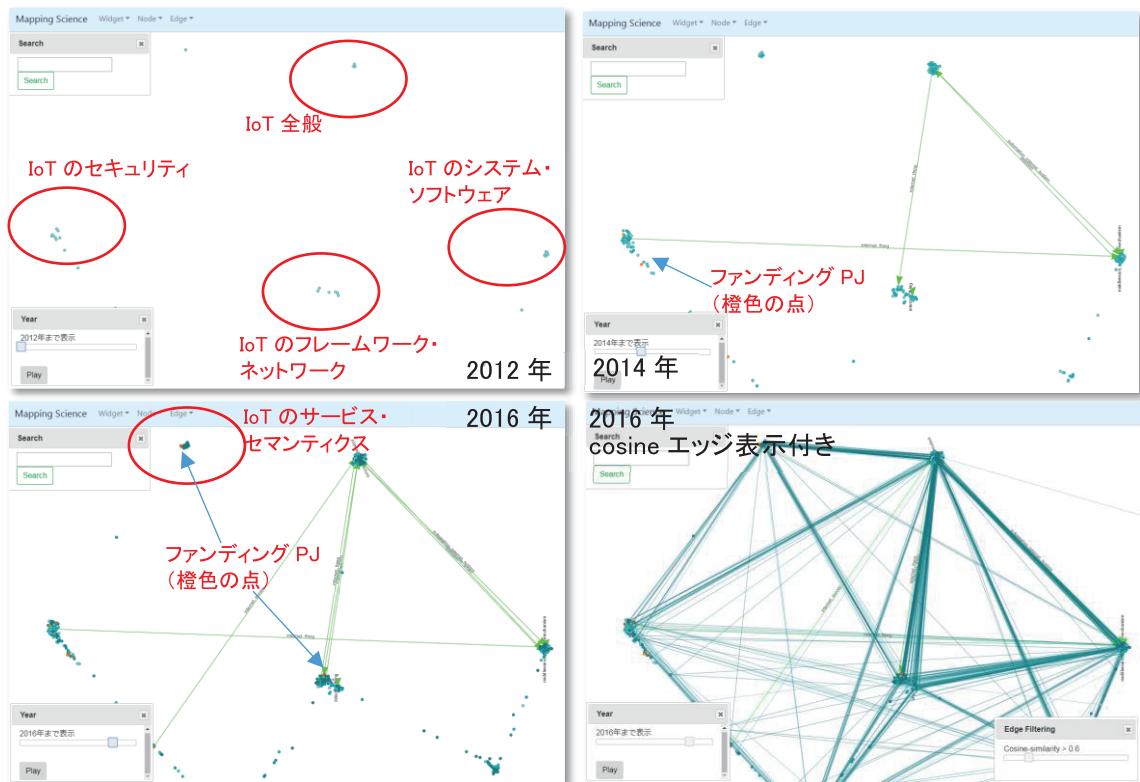 Mapping Science Widget Node Edge
Search
Search
IoT 全般
IoT のセキュリティ
IoT のシステム・
ソフトウェア
IoT のフレームワーク・
ネットワーク
Year
2012年まで表示
Play
2012 年
Mapping Science Widget Node Edge
Search
Search
internet_thing
internet_thing
ファンディング PJ
(橙色の点)
Year
2014年まで表示
Play
2014 年
Mapping Science Widget Node Edge
Search
Search
IoT のサービス・
セマンティクス
2016 年
ファンディング PJ
(橙色の点)
internet_thing
Year
2016年まで表示
Play
Mapping Science Widget Node Edge
2016 年
cosine エッジ表示付き
Search
Search
Year
2016年まで表示
Play
Edge Filtering
Cosine-similarity > 0.6